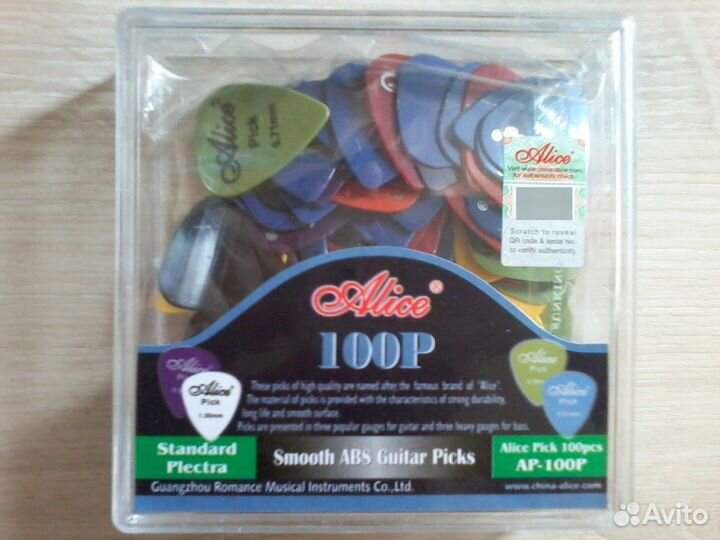 Alice
Pick
0.71mm
Alice
Visit www.china-alice.com
for authenticity check.
Scratch to reveal
QR code & serial No.
to verify authenticity
Alice®
100P
These picks of high quality are named after the famous brand of "Alice".
The material of picks is provided with the characteristics of strong durability,
long life and smooth surface.
Picks are presented in three popular gauges for guitar and three heavy gauges for bass.
Alice
Pick
Alice
Pick
Alice
Pick
Standard
Plectra
Smooth ABS Guitar Picks
Alice Pick 100pcs
AP-100P
Guangzhou Romance Musical Instruments Co.,Ltd.
www.china-alice.com
Avito